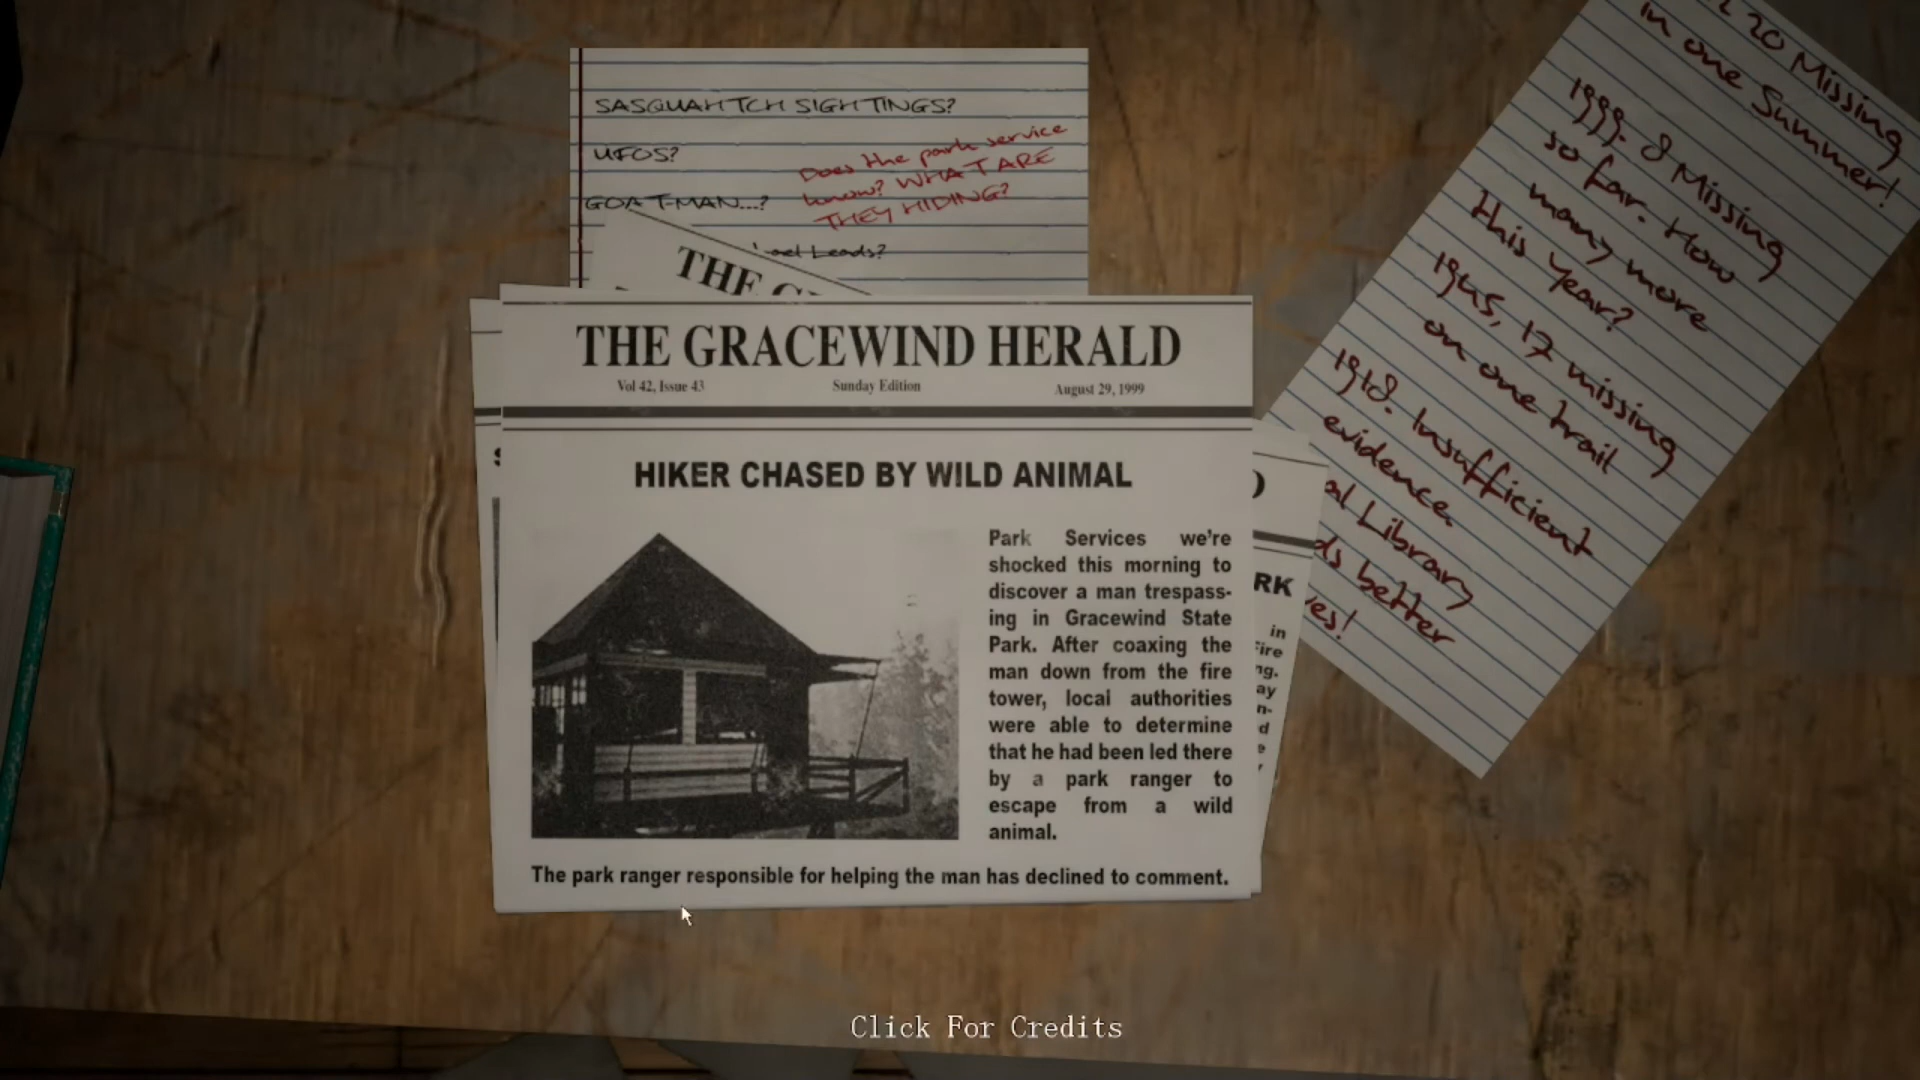 SASQUAHTCH SIGHTINGS?
UFOS?
GOATMAN...?
Does the park service
know? WHAT ARE
THEY HIDING?
Leads?
THE
THE GRACEWIND HERALD
Vol 42, Issue 43
Sunday Edition
August 29, 1999
HIKER CHASED BY WILD ANIMAL
Park Services we're
shocked this morning to
discover a man trespass-
ing in Gracewind State
Park. After coaxing the
man down from the fire
tower, local authorities
were able to determine
that he had been led there
by a park ranger to
escape from a wild
animal.
The park ranger responsible for helping the man has declined to comment.
RK
in
ire
ng.
ay
n-
d
e
20 Missing
in one Summer!
1999. 8 Missing
so far. How
many more
this year?
1945, 17 missing
on one trail
1918. Insufficient
evidence.
al Library
ds better
es!
Click For Credits